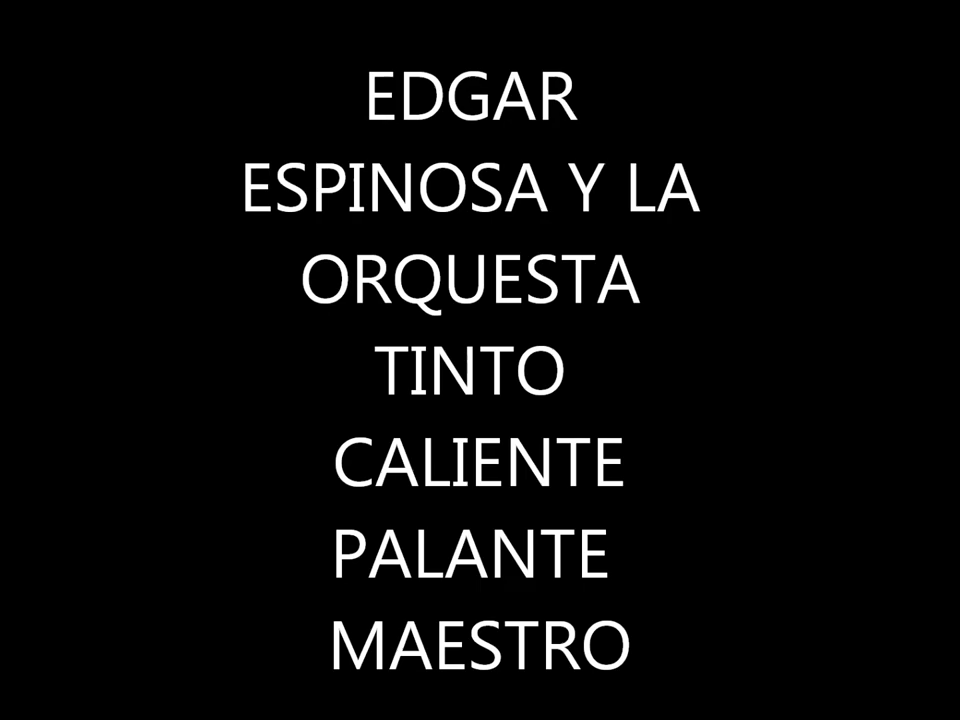 EDGAR
ESPINOSA Y LA
ORQUESTA
TINTO
CALIENTE
PALANTE
MAESTRO